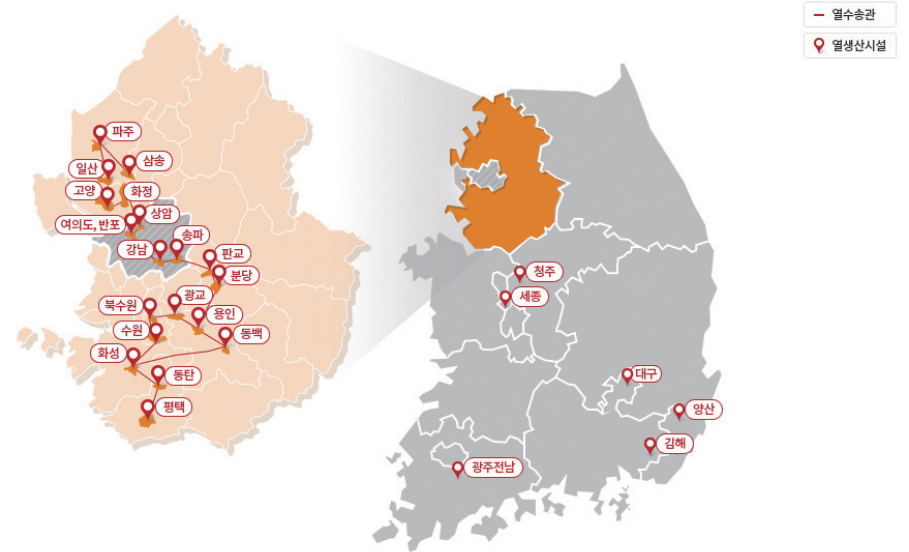 열수송관
열생산시설
파주
일산
삼송
고양
화정
상암
여의도, 반포
송파
강남
판교
분당
광교
북수원
용인
수원
동백
화성
동탄
평택
청주
세종
대구
양산
김해
광주전남